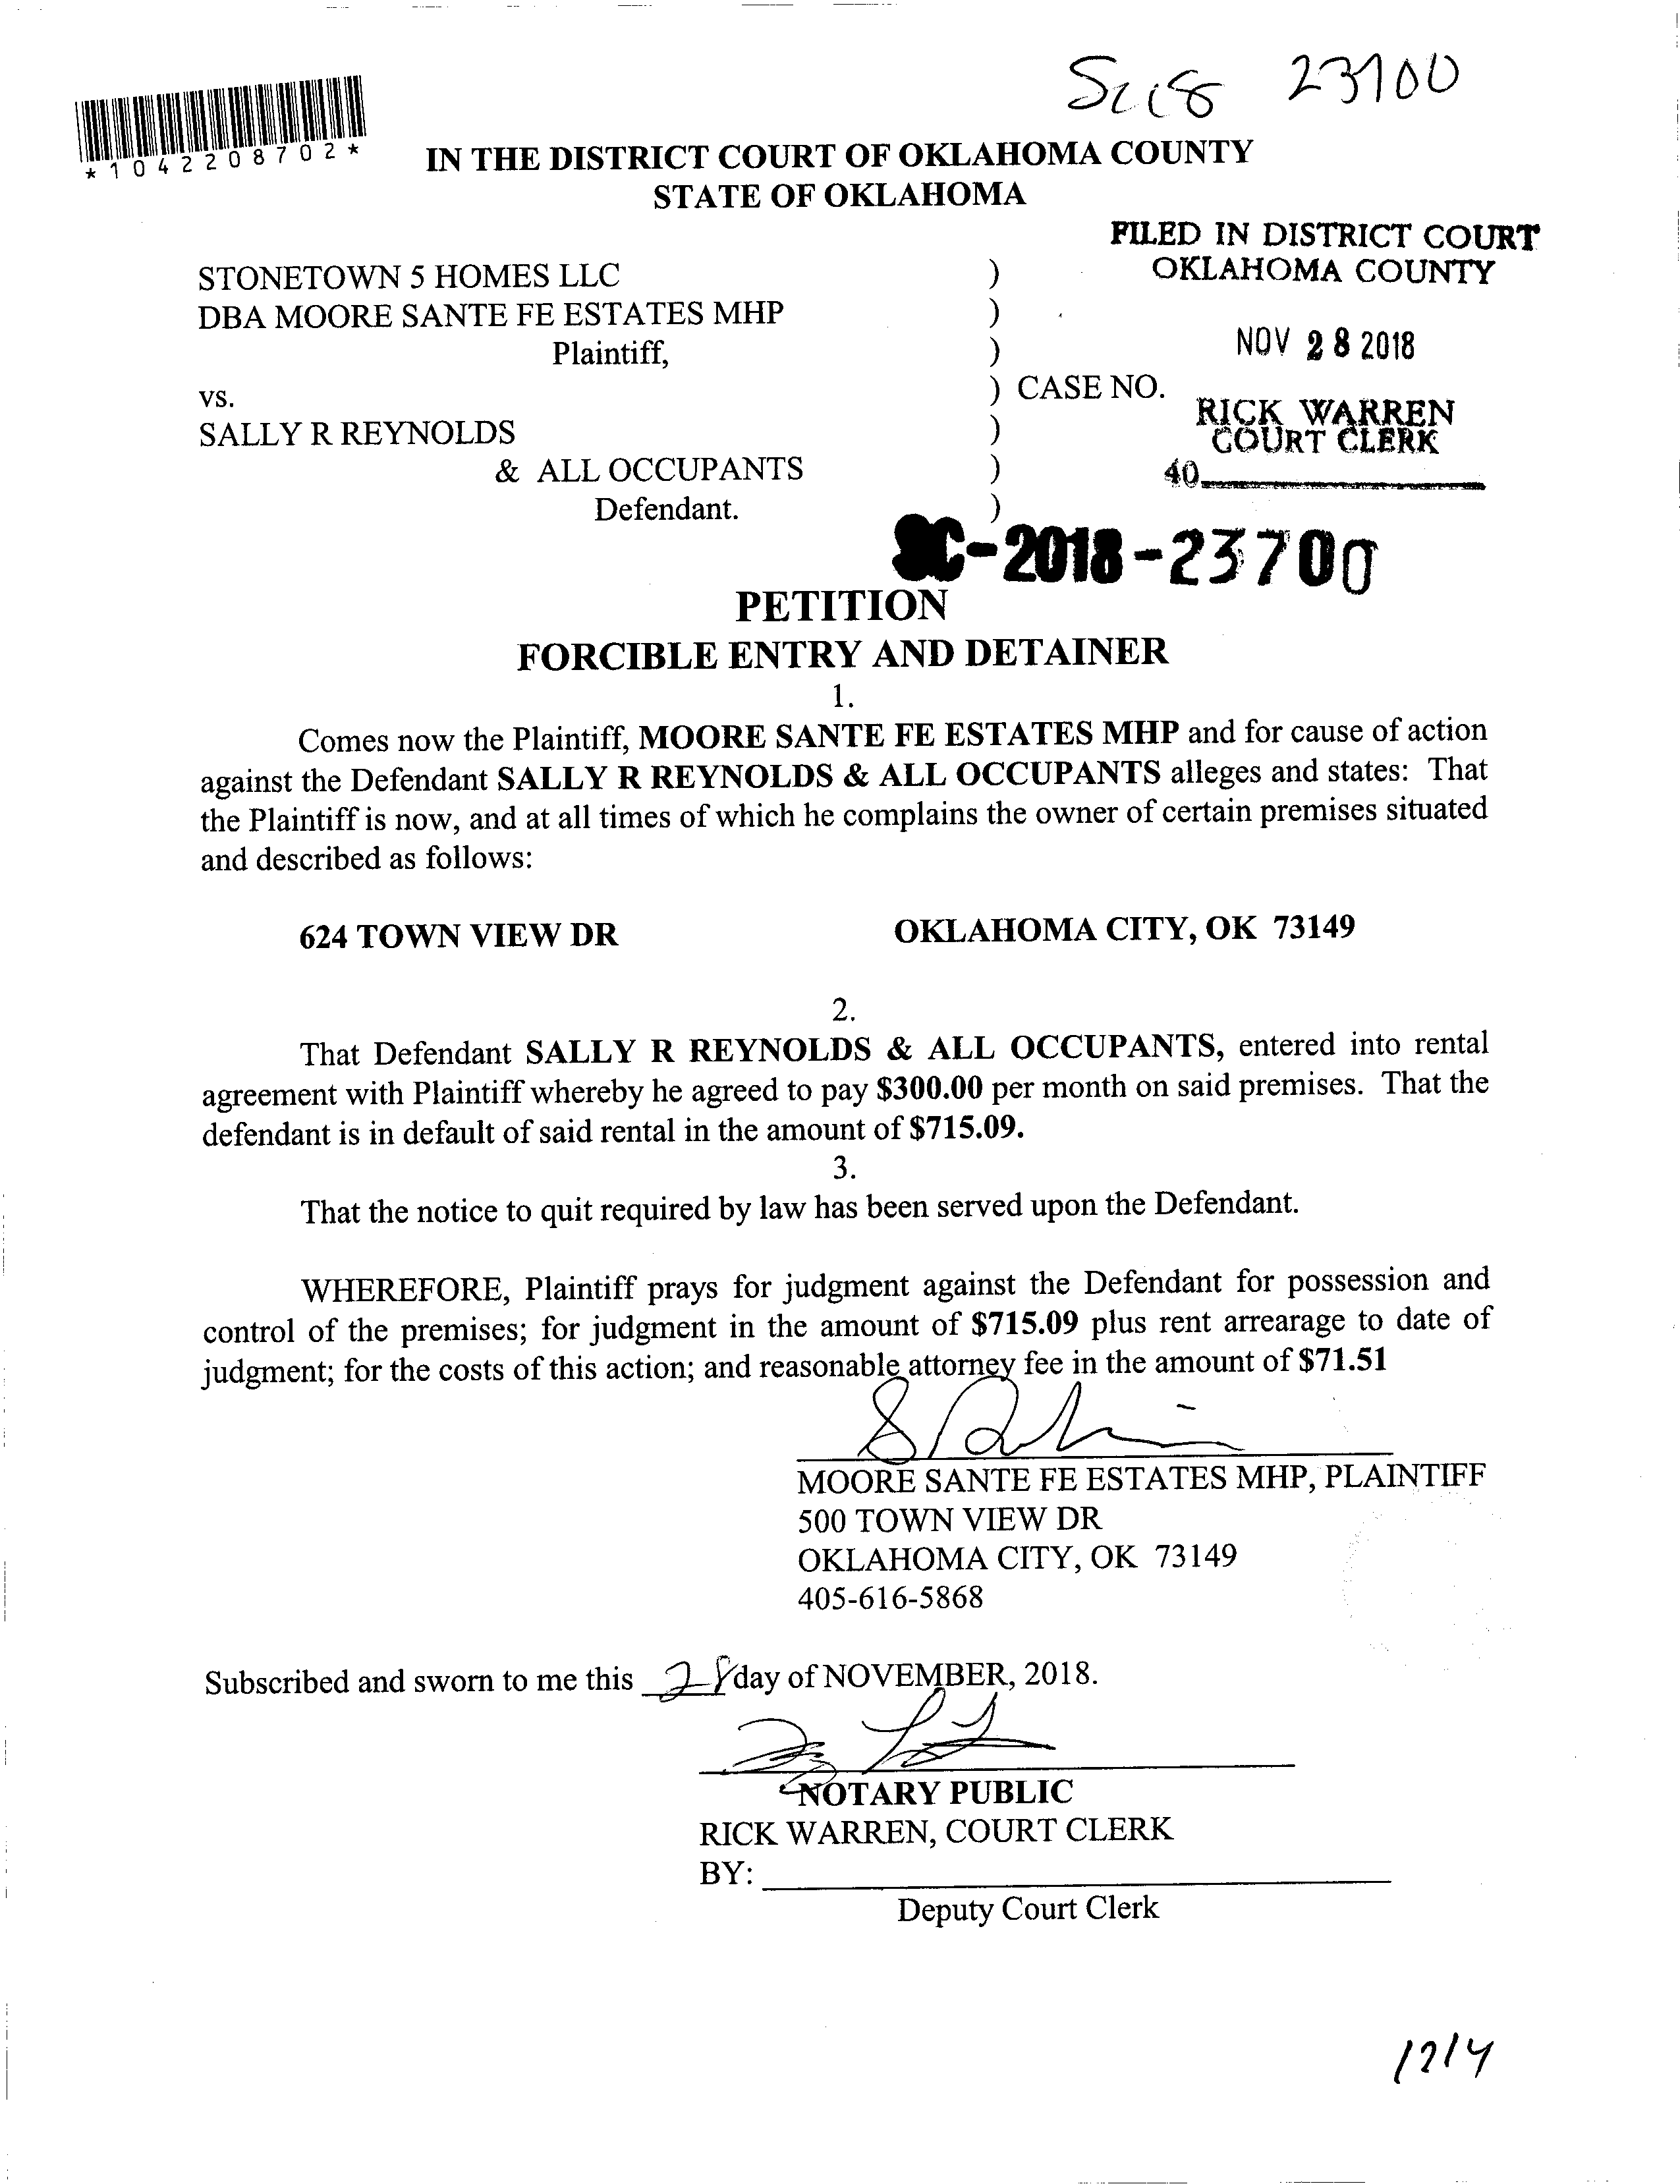 SC18 23700
*1042208702*
IN THE DISTRICT COURT OF OKLAHOMA COUNTY
STATE OF OKLAHOMA
FILED IN DISTRICT COURT
OKLAHOMA COUNTY
STONETOWN 5 HOMES LLC )
DBA MOORE SANTE FE ESTATES MHP )
Plaintiff, )
NOV 28 2018
vs. ) CASE NO.
RICK WARREN
COURT CLERK
SALLY R REYNOLDS )
& ALL OCCUPANTS )
40
Defendant. )
SC-2018-23700
PETITION
FORCIBLE ENTRY AND DETAINER
1.
Comes now the Plaintiff, MOORE SANTE FE ESTATES MHP and for cause of action
against the Defendant SALLY R REYNOLDS & ALL OCCUPANTS alleges and states: That
the Plaintiff is now, and at all times of which he complains the owner of certain premises situated
and described as follows:
624 TOWN VIEW DR OKLAHOMA CITY, OK 73149
2.
That Defendant SALLY R REYNOLDS & ALL OCCUPANTS, entered into rental
agreement with Plaintiff whereby he agreed to pay $300.00 per month on said premises. That the
defendant is in default of said rental in the amount of $715.09.
3.
That the notice to quit required by law has been served upon the Defendant.
WHEREFORE, Plaintiff prays for judgment against the Defendant for possession and
control of the premises; for judgment in the amount of $715.09 plus rent arrearage to date of
judgment; for the costs of this action; and reasonable attorney fee in the amount of $71.51
MOORE SANTE FE ESTATES MHP, PLAINTIFF
500 TOWN VIEW DR
OKLAHOMA CITY, OK 73149
405-616-5868
Subscribed and sworn to me this 28 day of NOVEMBER, 2018.
NOTARY PUBLIC
RICK WARREN, COURT CLERK
BY:
Deputy Court Clerk
12/4